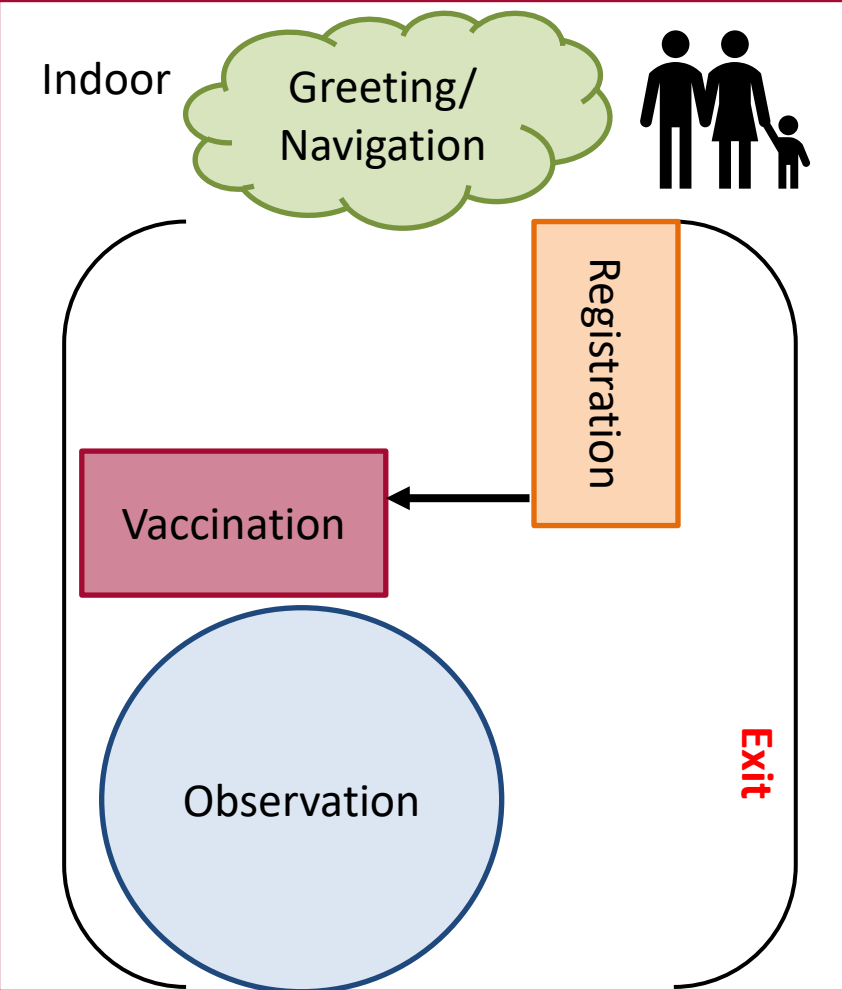 Indoor
Greeting/
Navigation
Registration
Vaccination
Observation
Exit